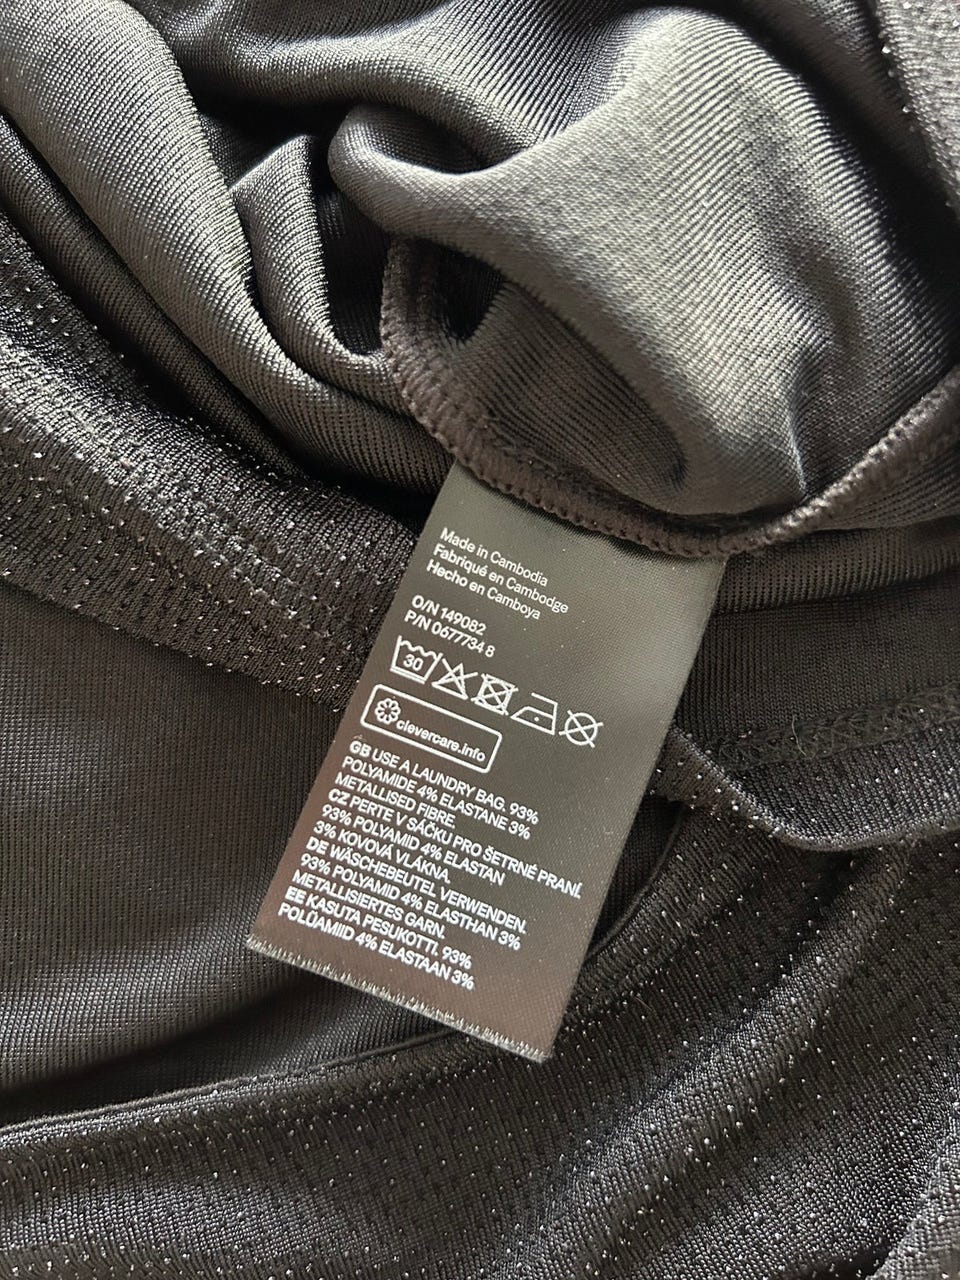 Made in Cambodia
Fabriqué en Cambodge
Hecho en Camboya
O/N 149082
P/N 0677734 8
30
clevercare.info
GB USE A LAUNDRY BAG. 93%
POLYAMIDE 4% ELASTANE 3%
METALLISED FIBRE.
CZ PERTE V SÁČKU PRO ŠETRNÉ PRANÍ.
93% POLYAMID 4% ELASTAN
3% KOVOVÁ VLÁKNA.
DE WÄSCHEBEUTEL VERWENDEN.
93% POLYAMID 4% ELASTHAN 3%
METALLISIERTES GARN.
EE KASUTA PESUKOTTI. 93%
POLÜAMIID 4% ELASTAAN 3%